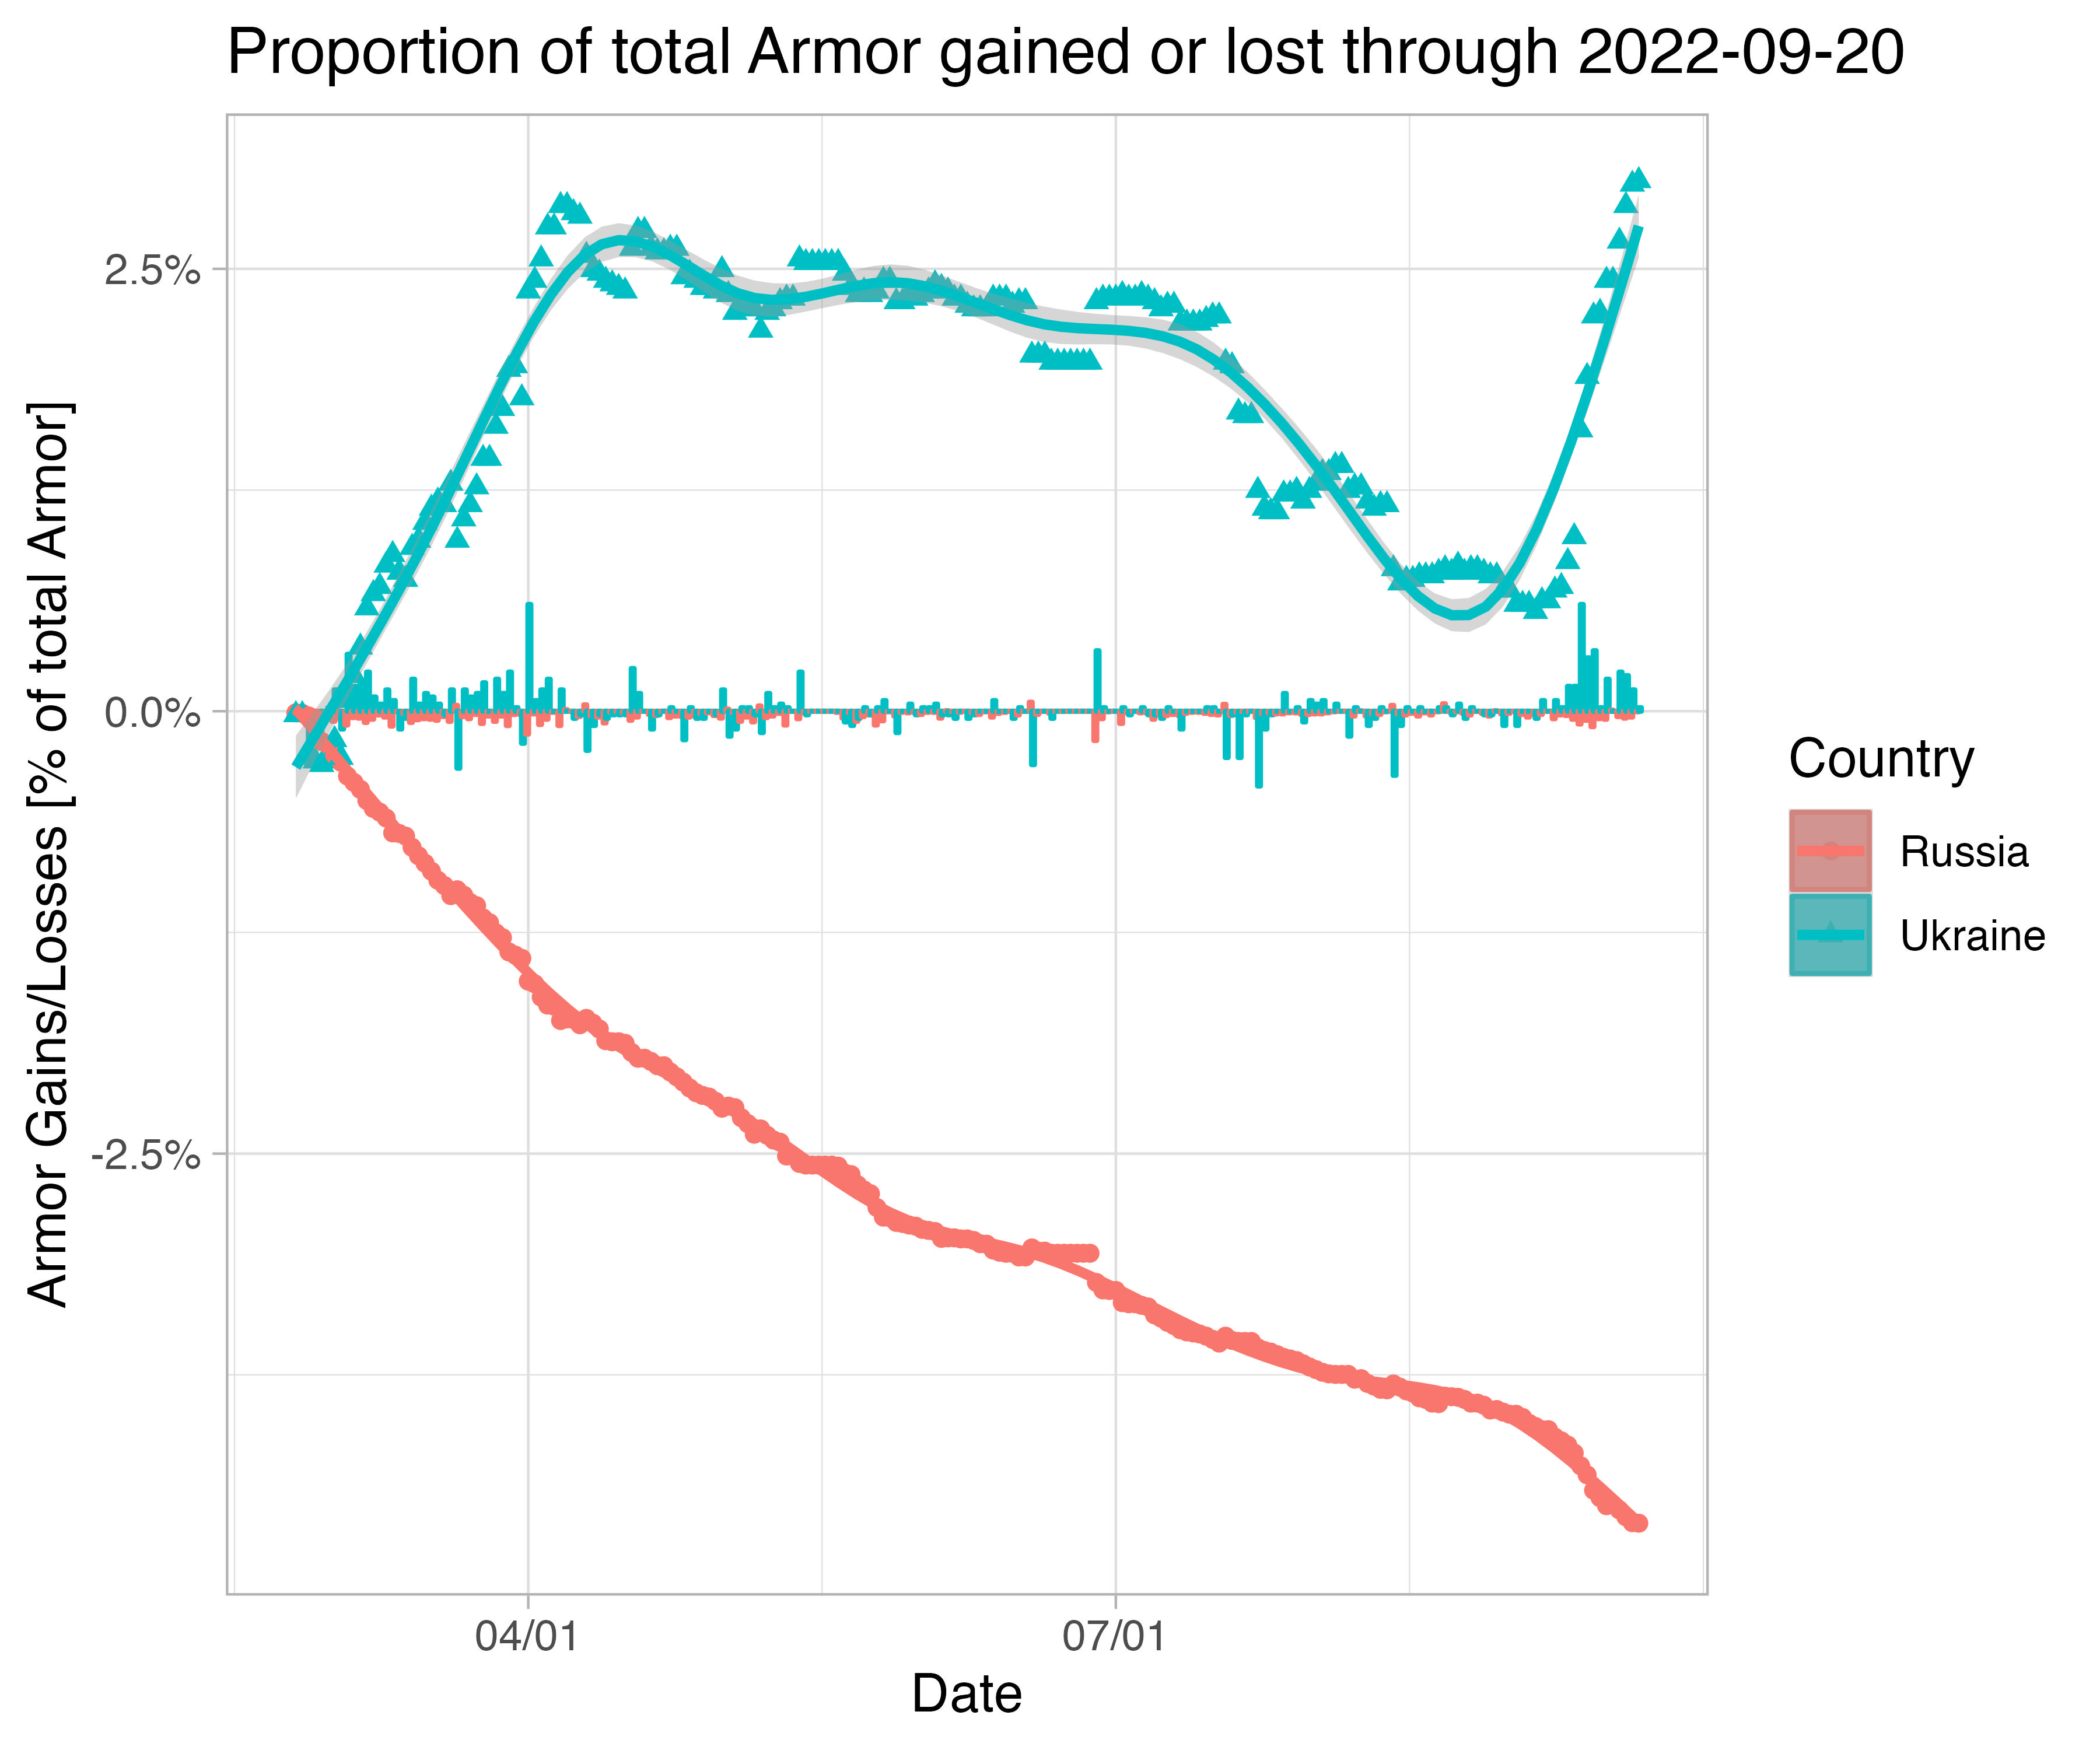 Proportion of total Armor gained or lost through 2022-09-20
Armor Gains/Losses [% of total Armor]
2.5%
0.0%
-2.5%
04/01
07/01
Date
Country
Russia
Ukraine